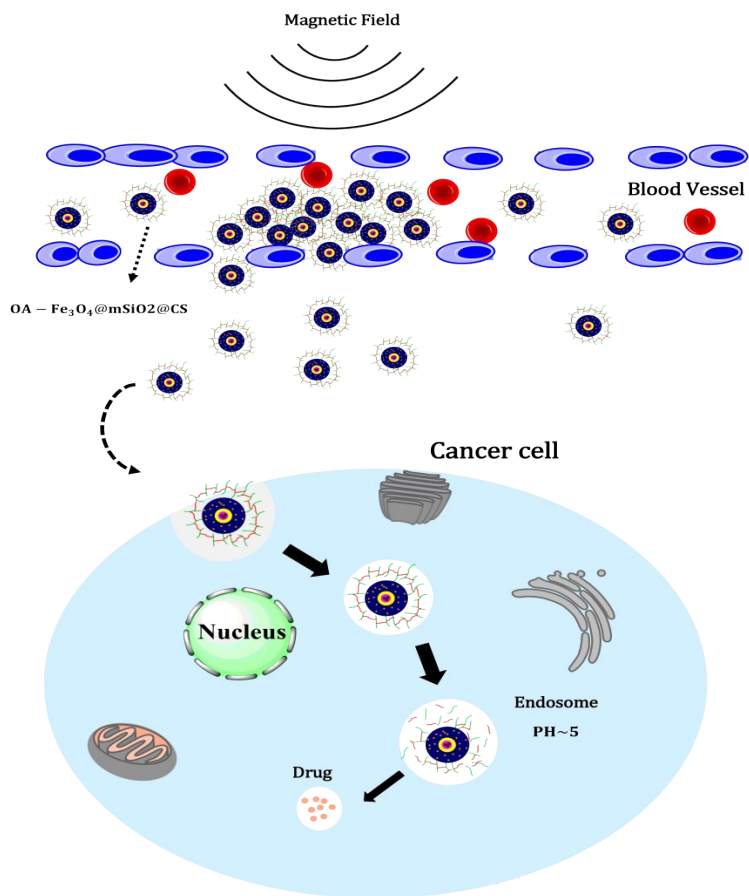 Magnetic Field
Blood Vessel
OA − Fe₃O₄@mSiO2@CS
Cancer cell
Nucleus
Endosome
PH~5
Drug